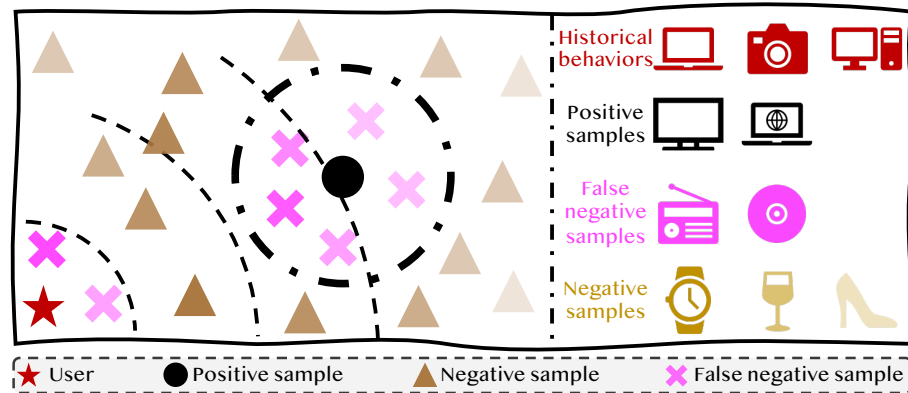 Historical
behaviors
Positive
samples
False
negative
samples
Negative
samples
User
Positive sample
Negative sample
False negative sample